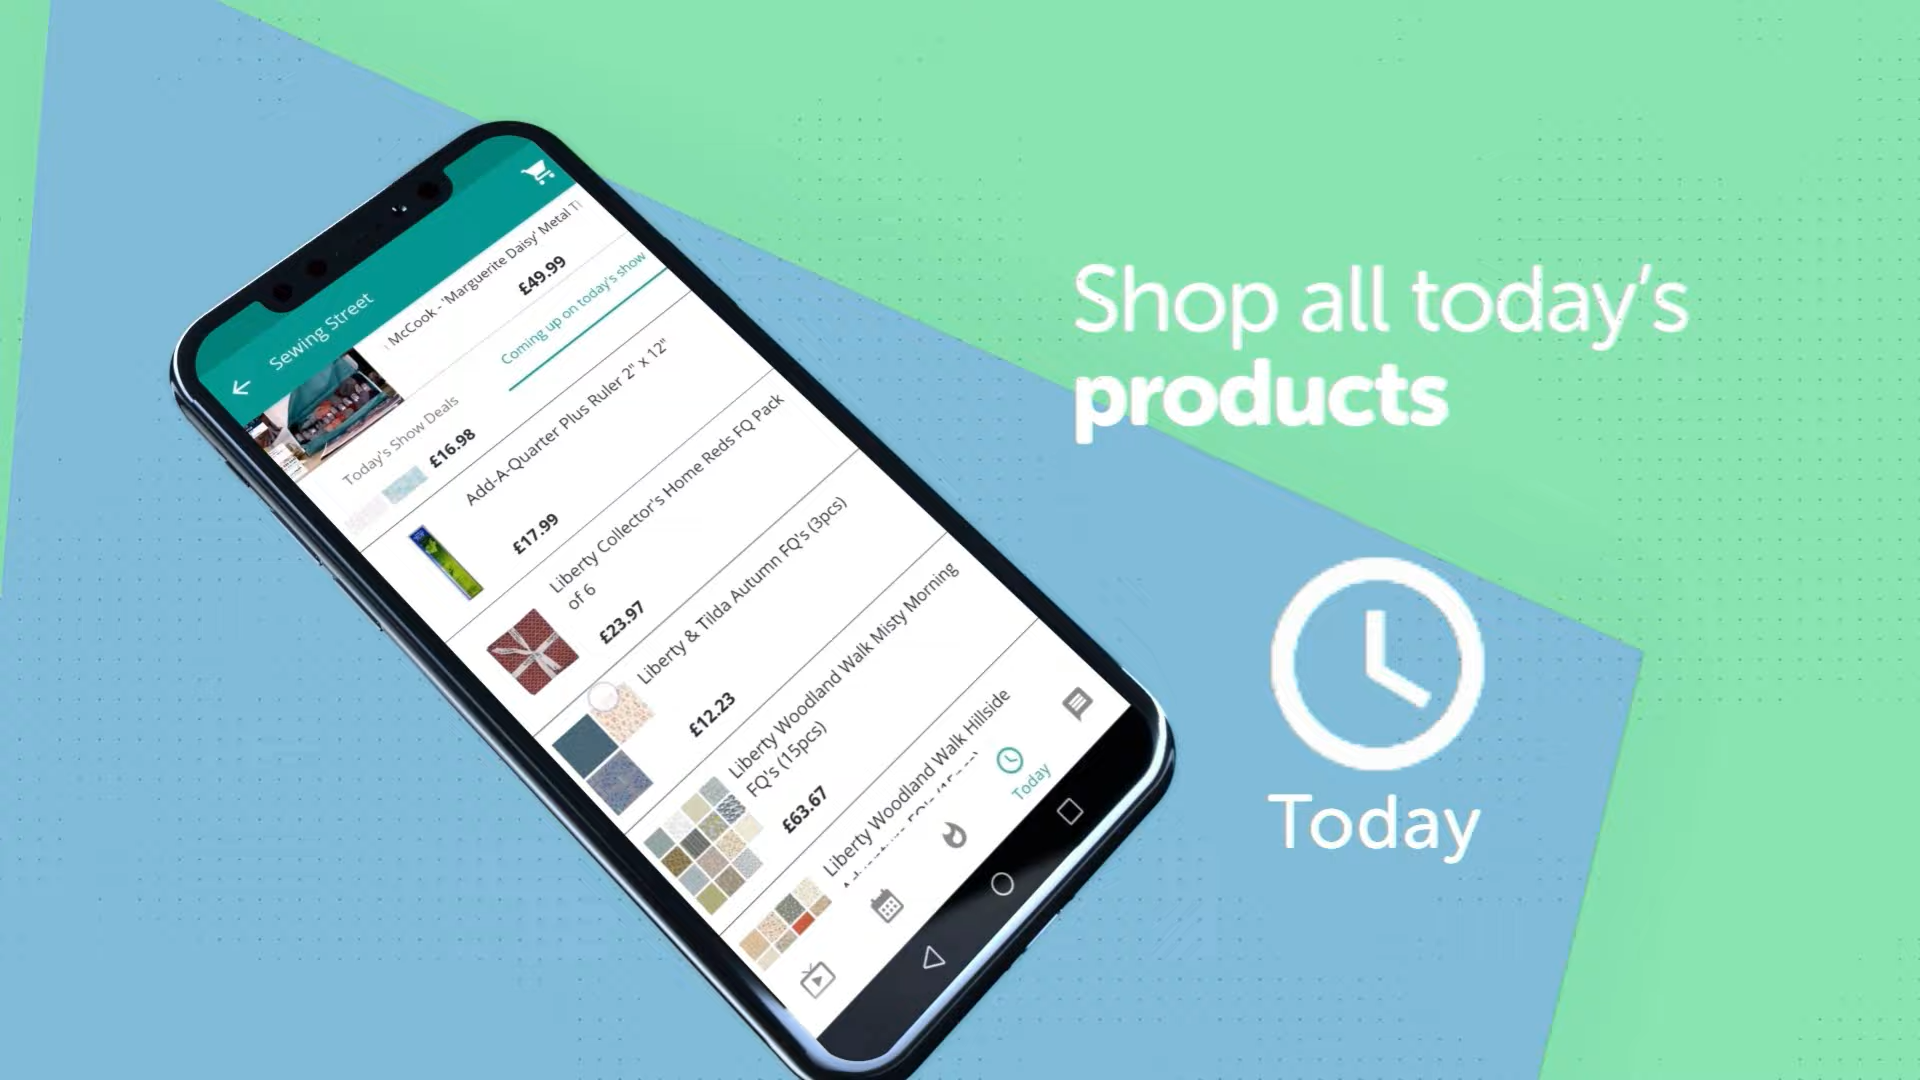 Sewing Street
McCook - 'Marguerite Daisy' Metal
£49.99
Today's Show Deals
Coming up on today's show
£16.98
Add-A-Quarter Plus Ruler 2" x 12"
£17.99
Liberty Collector's Home Reds FQ Pack
of 6
£23.97
Liberty & Tilda Autumn FQ's (3pcs)
£12.23
Liberty Woodland Walk Misty Morning
FQ's (15pcs)
£63.67
Liberty Woodland Walk Hillside
Today
Shop all today's
products
Today